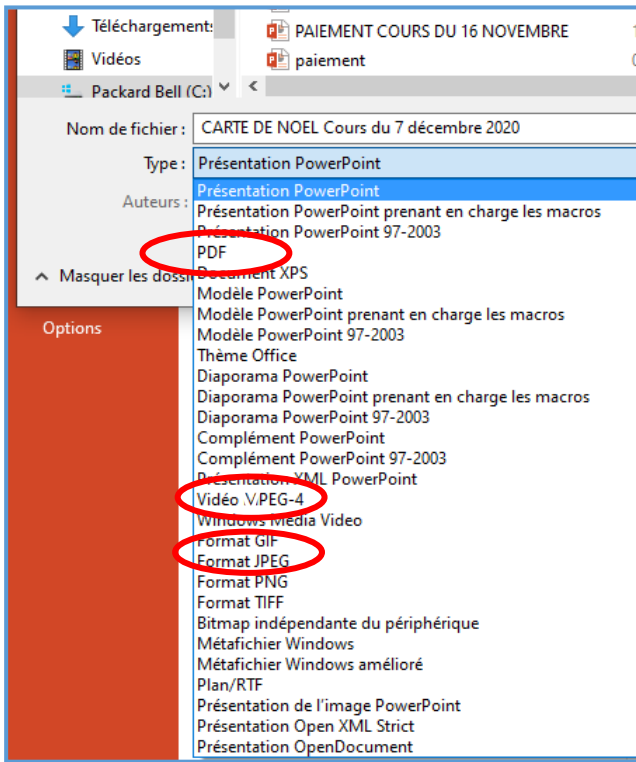 Téléchargements
PAIEMENT COURS DU 16 NOVEMBRE
Vidéos
paiement
Packard Bell (C:)
Nom de fichier : CARTE DE NOEL Cours du 7 décembre 2020
Type : Présentation PowerPoint
Auteurs :
Présentation PowerPoint
Présentation PowerPoint prenant en charge les macros
Présentation PowerPoint 97-2003
PDF
Document XPS
Masquer les dossi
Modèle PowerPoint
Modèle PowerPoint prenant en charge les macros
Options
Modèle PowerPoint 97-2003
Thème Office
Diaporama PowerPoint
Diaporama PowerPoint prenant en charge les macros
Diaporama PowerPoint 97-2003
Complément PowerPoint
Complément PowerPoint 97-2003
Présentation XML PowerPoint
Vidéo MPEG-4
Windows Media Video
Format GIF
Format JPEG
Format PNG
Format TIFF
Bitmap indépendante du périphérique
Métafichier Windows
Métafichier Windows amélioré
Plan/RTF
Présentation de l'image PowerPoint
Présentation Open XML Strict
Présentation OpenDocument